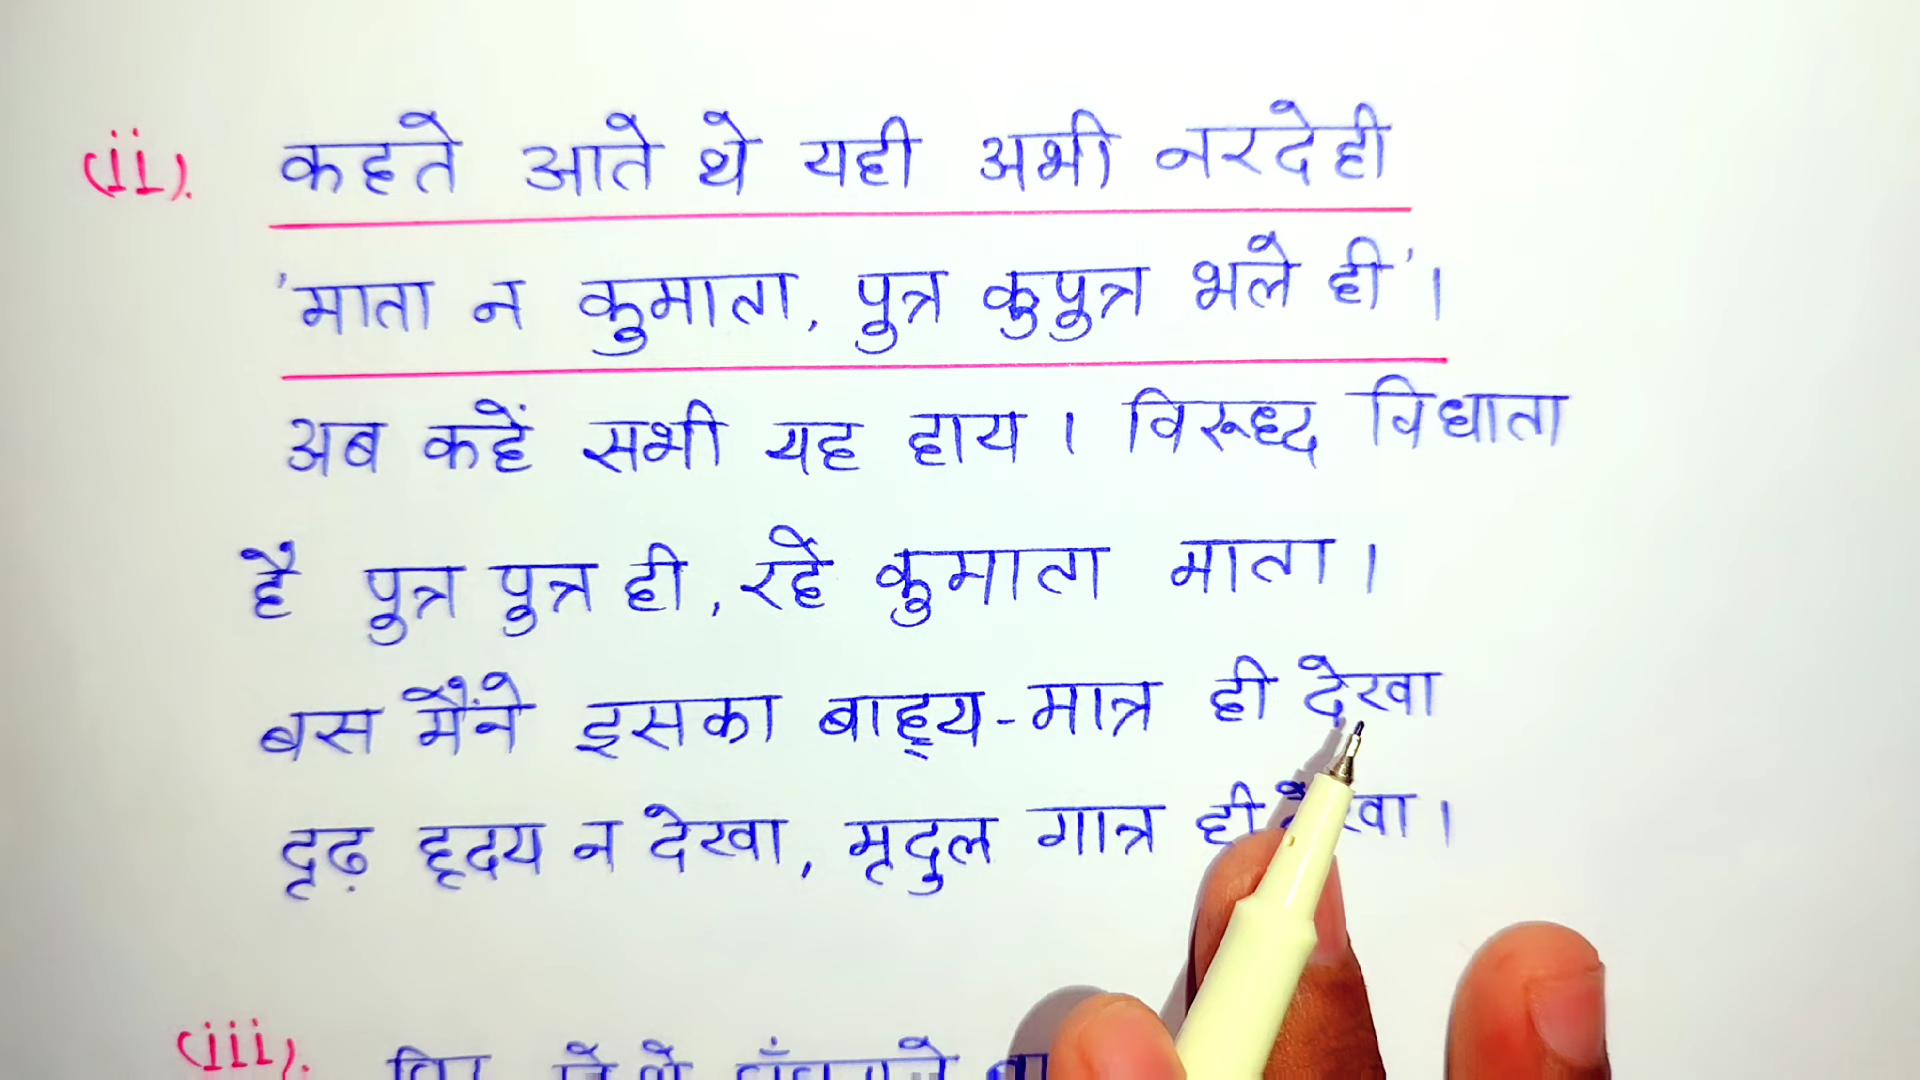 (ii). कहते आते थे यही अभी नरदेही
'माता न कुमाता, पुत्र कुपुत्र भले ही'।
अब कहें सभी यह हाय। विरूध्द विधाता
है पुत्र पुत्र ही, रहे कुमाता माता।
बस मैंने इसका बाह्य-मात्र ही देखा
दृढ़ हृदय न देखा, मृदुल गात्र ही देखा।
(iii).